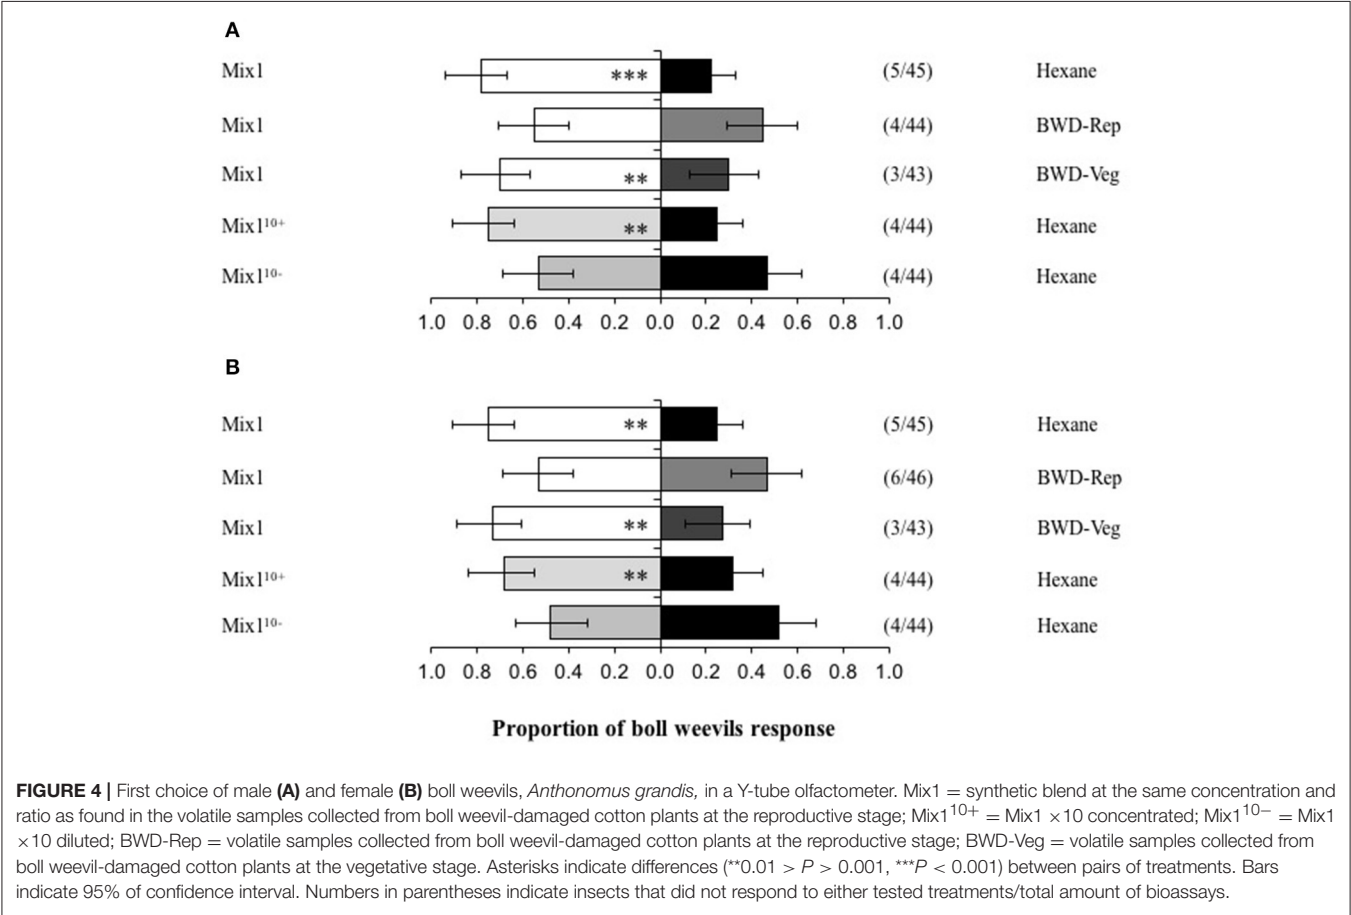 A
Mix1 *** (5/45) Hexane
Mix1 (4/44) BWD-Rep
Mix1 ** (3/43) BWD-Veg
Mix1¹⁰⁺ ** (4/44) Hexane
Mix1¹⁰⁻ (4/44) Hexane
1.0 0.8 0.6 0.4 0.2 0.0 0.2 0.4 0.6 0.8 1.0
B
Mix1 ** (5/45) Hexane
Mix1 (6/46) BWD-Rep
Mix1 ** (3/43) BWD-Veg
Mix1¹⁰⁺ ** (4/44) Hexane
Mix1¹⁰⁻ (4/44) Hexane
1.0 0.8 0.6 0.4 0.2 0.0 0.2 0.4 0.6 0.8 1.0
Proportion of boll weevils response
FIGURE 4 | First choice of male (A) and female (B) boll weevils, Anthonomus grandis, in a Y-tube olfactometer. Mix1 = synthetic blend at the same concentration and
ratio as found in the volatile samples collected from boll weevil-damaged cotton plants at the reproductive stage; Mix1¹⁰⁺ = Mix1 ×10 concentrated; Mix1¹⁰⁻ = Mix1
×10 diluted; BWD-Rep = volatile samples collected from boll weevil-damaged cotton plants at the reproductive stage; BWD-Veg = volatile samples collected from
boll weevil-damaged cotton plants at the vegetative stage. Asterisks indicate differences (**0.01 > P > 0.001, ***P < 0.001) between pairs of treatments. Bars
indicate 95% of confidence interval. Numbers in parentheses indicate insects that did not respond to either tested treatments/total amount of bioassays.